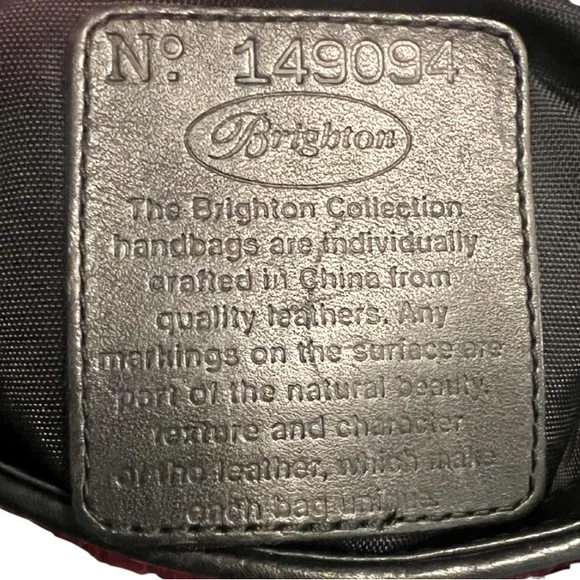 Nº: 149094
Brighton
The Brighton Collection
handbags are individually
crafted in China from
quality leathers. Any
markings on the surface are
part of the natural beauty,
texture and character
of the leather, which make
each bag unique.